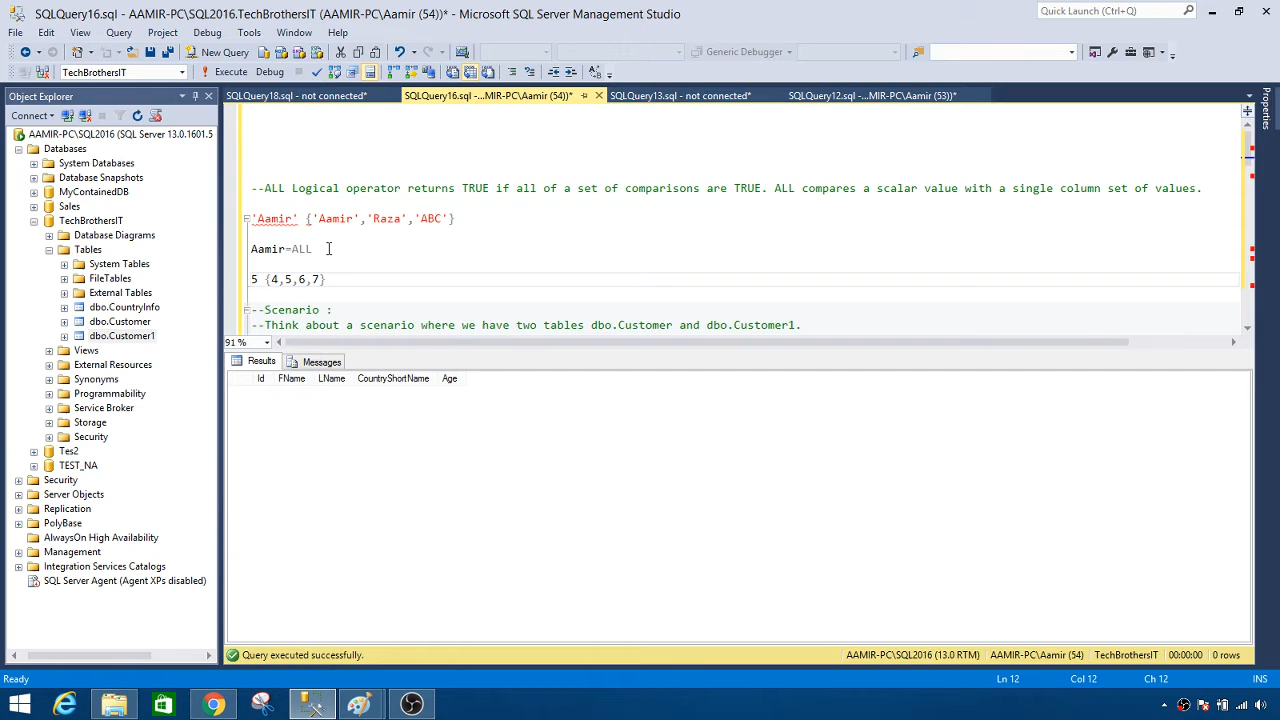 SQLQuery16.sql - AAMIR-PC\SQL2016.TechBrothersIT (AAMIR-PC\Aamir (54))* - Microsoft SQL Server Management Studio
Quick Launch (Ctrl+Q)
File Edit View Query Project Debug Tools Window Help
New Query Generic Debugger
TechBrothersIT Execute Debug
Object Explorer
SQLQuery18.sql - not connected* SQLQuery16.sql -...MIR-PC\Aamir (54))* SQLQuery13.sql - not connected* SQLQuery12.sql -...MIR-PC\Aamir (53))*
Properties
Connect
AAMIR-PC\SQL2016 (SQL Server 13.0.1601.5
Databases
System Databases
Database Snapshots
MyContainedDB
Sales
TechBrothersIT
Database Diagrams
Tables
System Tables
FileTables
External Tables
dbo.CountryInfo
dbo.Customer
dbo.Customer1
Views
External Resources
Synonyms
Programmability
Service Broker
Storage
Security
Tes2
TEST_NA
Security
Server Objects
Replication
PolyBase
AlwaysOn High Availability
Management
Integration Services Catalogs
SQL Server Agent (Agent XPs disabled)
--ALL Logical operator returns TRUE if all of a set of comparisons are TRUE. ALL compares a scalar value with a single column set of values.
'Aamir' {'Aamir','Raza','ABC'}
Aamir=ALL
5 {4,5,6,7}
--Scenario :
--Think about a scenario where we have two tables dbo.Customer and dbo.Customer1.
91 %
Results Messages
Id FName LName CountryShortName Age
Query executed successfully. AAMIR-PC\SQL2016 (13.0 RTM) AAMIR-PC\Aamir (54) TechBrothersIT 00:00:00 0 rows
Ready Ln 12 Col 12 Ch 12 INS